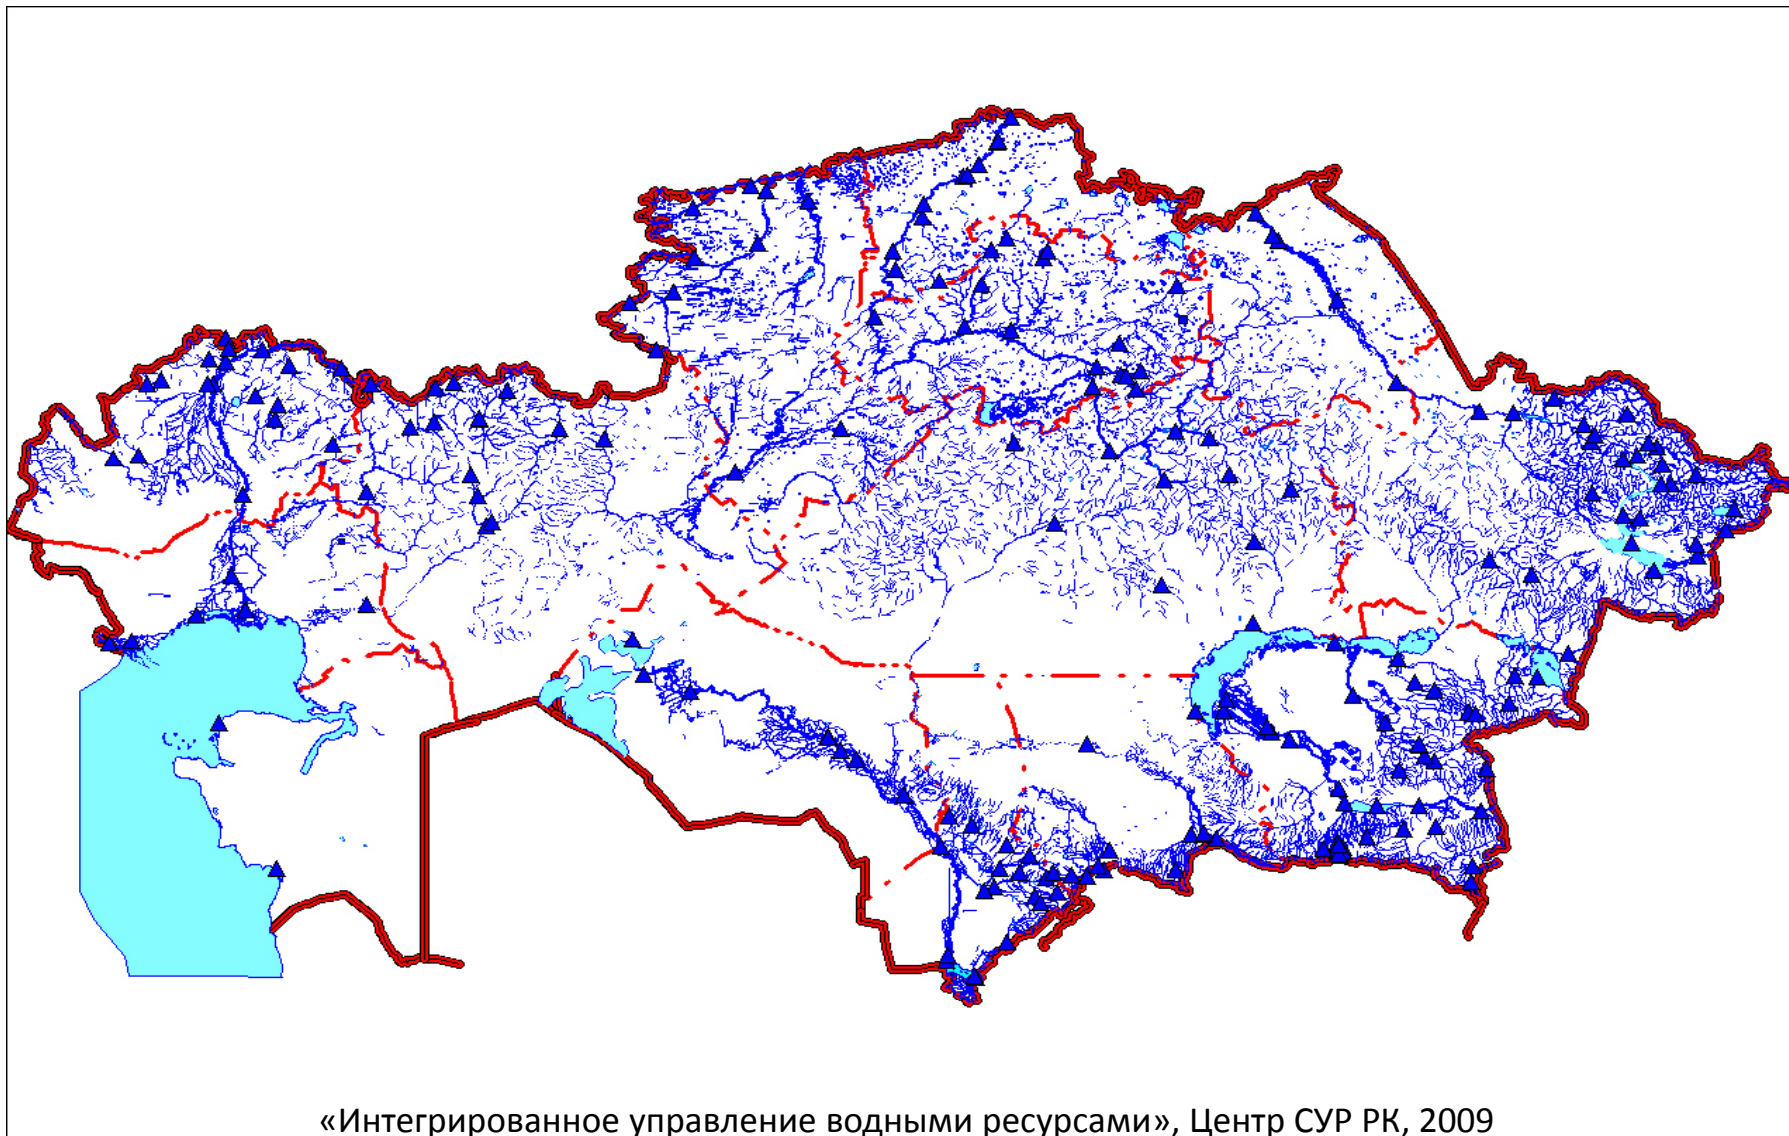 «Интегрированное управление водными ресурсами», Центр СУР РК, 2009